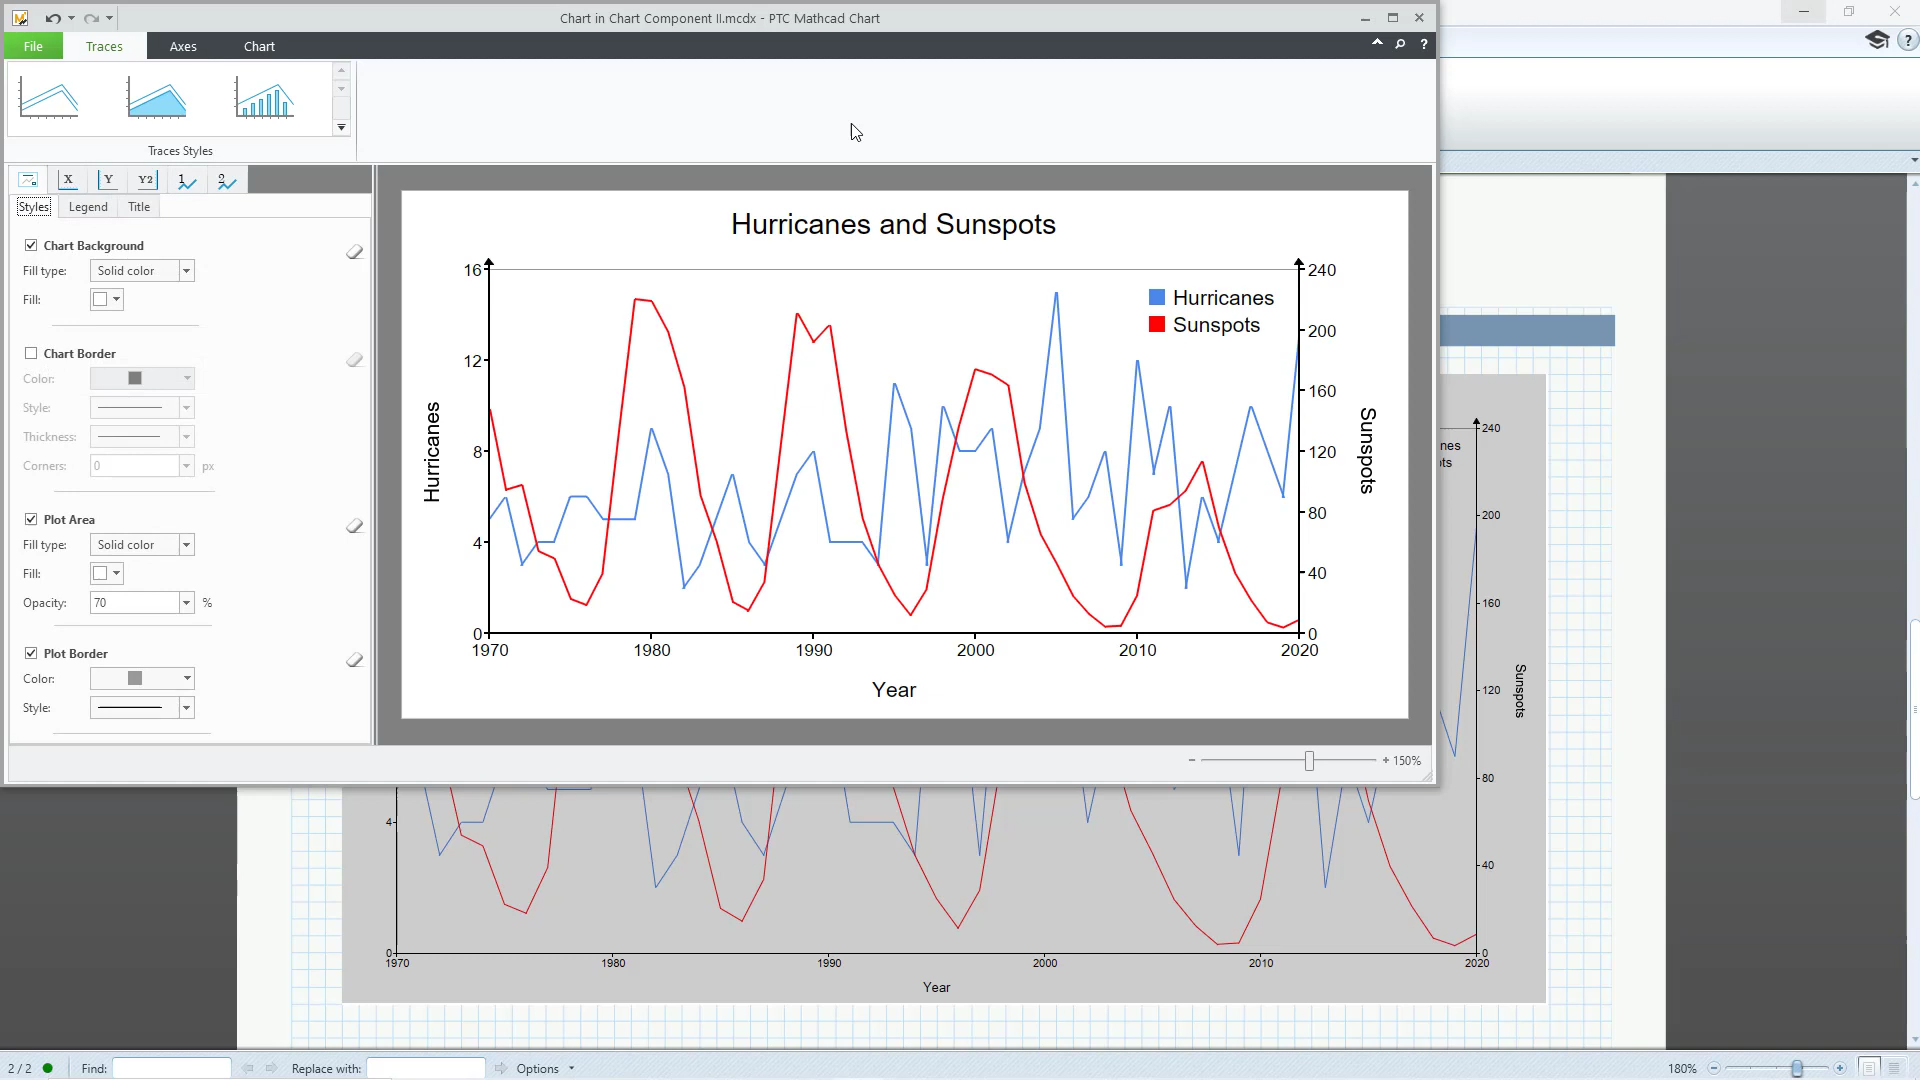 Chart in Chart Component II.mcdx - PTC Mathcad Chart
File Traces Axes Chart ?
?
Traces Styles
X Y Y2 1 2
Styles Legend Title
Chart Background
Fill type: Solid color
Fill:
Chart Border
Color:
Style:
Thickness:
Corners: 0 px
Plot Area
Fill type: Solid color
Fill:
Opacity: 70 %
Plot Border
Color:
Style:
Hurricanes and Sunspots
16 240
Hurricanes
Sunspots
200
12
160
8 120
80
4
40
0 0
Hurricanes
Sunspots
1970 1980 1990 2000 2010 2020
Year
- + 150%
240
nes
ts
200
160
Sunspots
120
80
4
40
0 0
1970 1980 1990 2000 2010 2020
Year
2 / 2 Find: Replace with: Options 180%